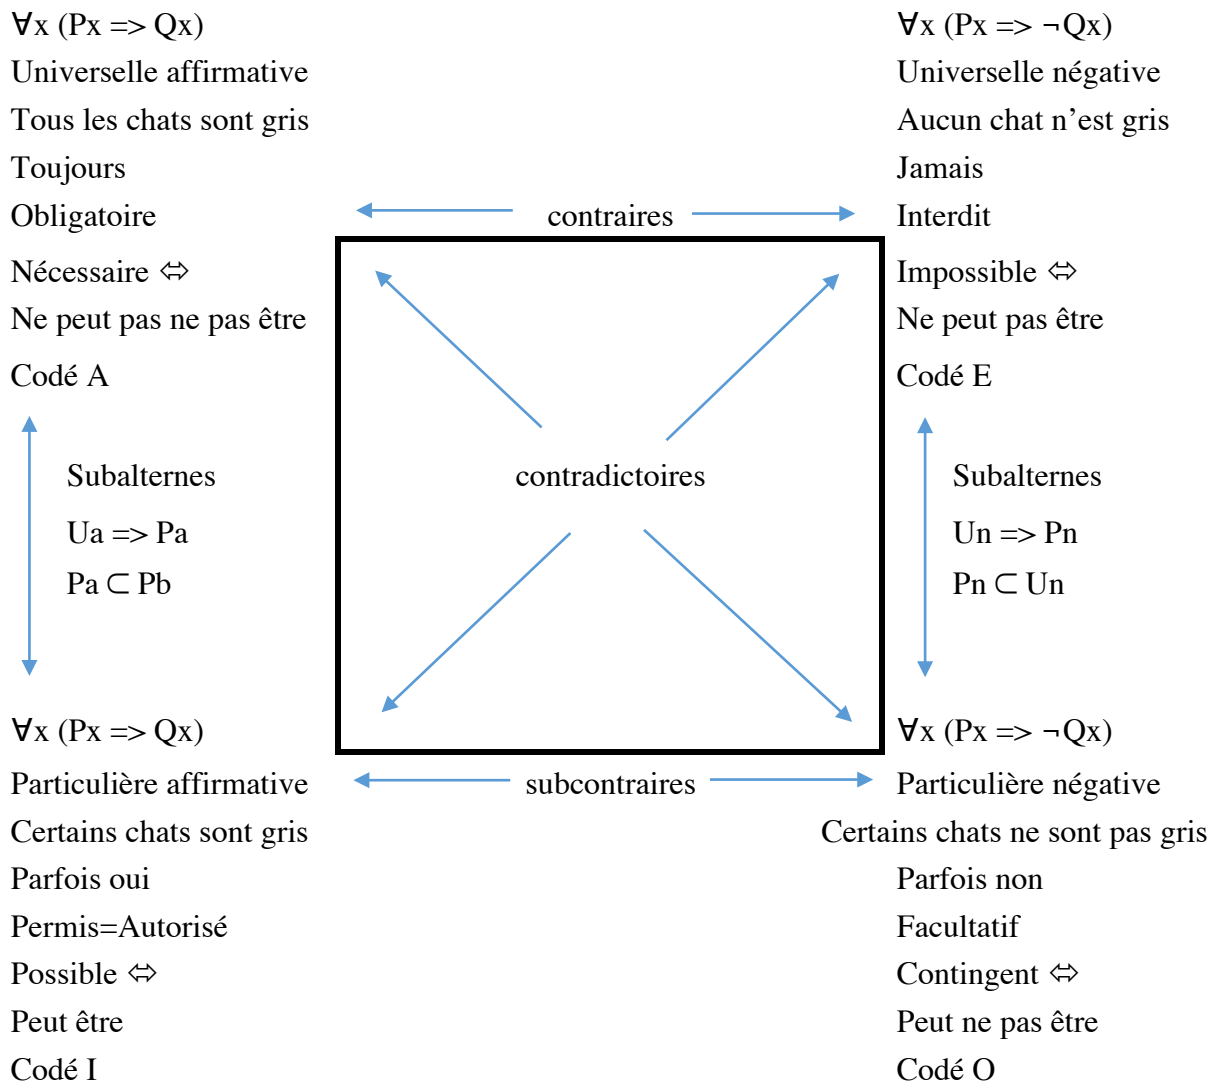 ∀x (Px => Qx)
Universelle affirmative
Tous les chats sont gris
Toujours
Obligatoire
Nécessaire ⇔
Ne peut pas ne pas être
Codé A
∀x (Px => ¬Qx)
Universelle négative
Aucun chat n’est gris
Jamais
Interdit
Impossible ⇔
Ne peut pas être
Codé E
contraires
Subalternes
Ua => Pa
Pa ⊂ Pb
contradictoires
Subalternes
Un => Pn
Pn ⊂ Un
∀x (Px => Qx)
Particulière affirmative
Certains chats sont gris
Parfois oui
Permis=Autorisé
Possible ⇔
Peut être
Codé I
subcontraires
∀x (Px => ¬Qx)
Particulière négative
Certains chats ne sont pas gris
Parfois non
Facultatif
Contingent ⇔
Peut ne pas être
Codé O